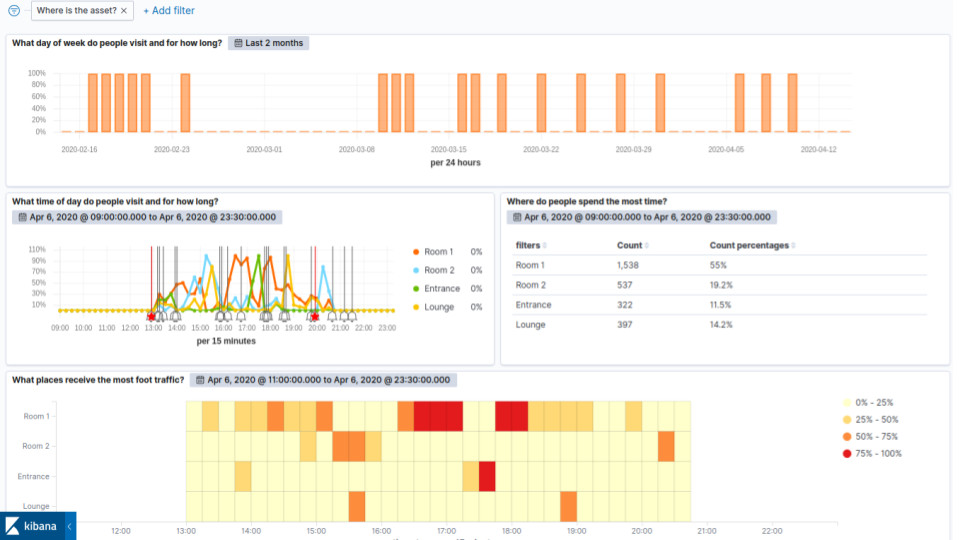 Where is the asset? × + Add filter
What day of week do people visit and for how long? Last 2 months
100%
80%
60%
40%
20%
0%
2020-02-16 2020-02-23 2020-03-01 2020-03-08 2020-03-15 2020-03-22 2020-03-29 2020-04-05 2020-04-12
per 24 hours
What time of day do people visit and for how long?
Apr 6, 2020 @ 09:00:00.000 to Apr 6, 2020 @ 23:30:00.000
110%
90%
70%
50%
30%
10%
09:00 10:00 11:00 12:00 13:00 14:00 15:00 16:00 17:00 18:00 19:00 20:00 21:00 22:00 23:00
per 15 minutes
Room 1 0%
Room 2 0%
Entrance 0%
Lounge 0%
Where do people spend the most time?
Apr 6, 2020 @ 09:00:00.000 to Apr 6, 2020 @ 23:30:00.000
filters Count Count percentages
Room 1 1,538 55%
Room 2 537 19.2%
Entrance 322 11.5%
Lounge 397 14.2%
What places receive the most foot traffic? Apr 6, 2020 @ 11:00:00.000 to Apr 6, 2020 @ 23:30:00.000
Room 1
Room 2
Entrance
Lounge
12:00 13:00 14:00 15:00 16:00 17:00 18:00 19:00 20:00 21:00 22:00
0% - 25%
25% - 50%
50% - 75%
75% - 100%
kibana